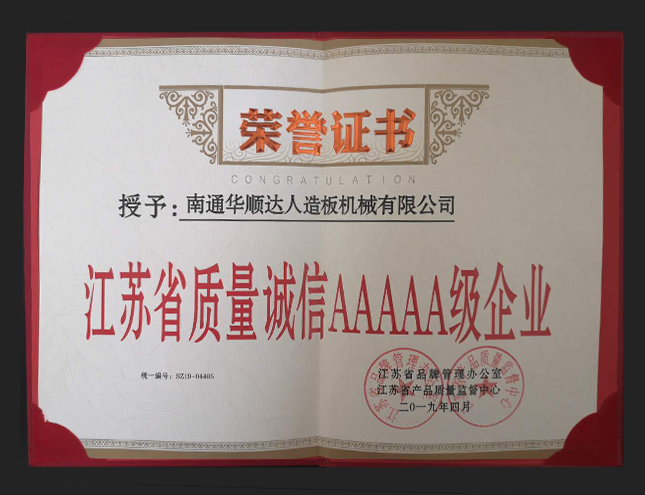 荣誉证书
CONGRATULATION
授予：南通华顺达人造板机械有限公司
江苏省质量诚信AAAAA级企业
统一编号：SZ19-04405
江苏省品牌管理办公室
江苏省产品质量监督中心
二〇一九年四月